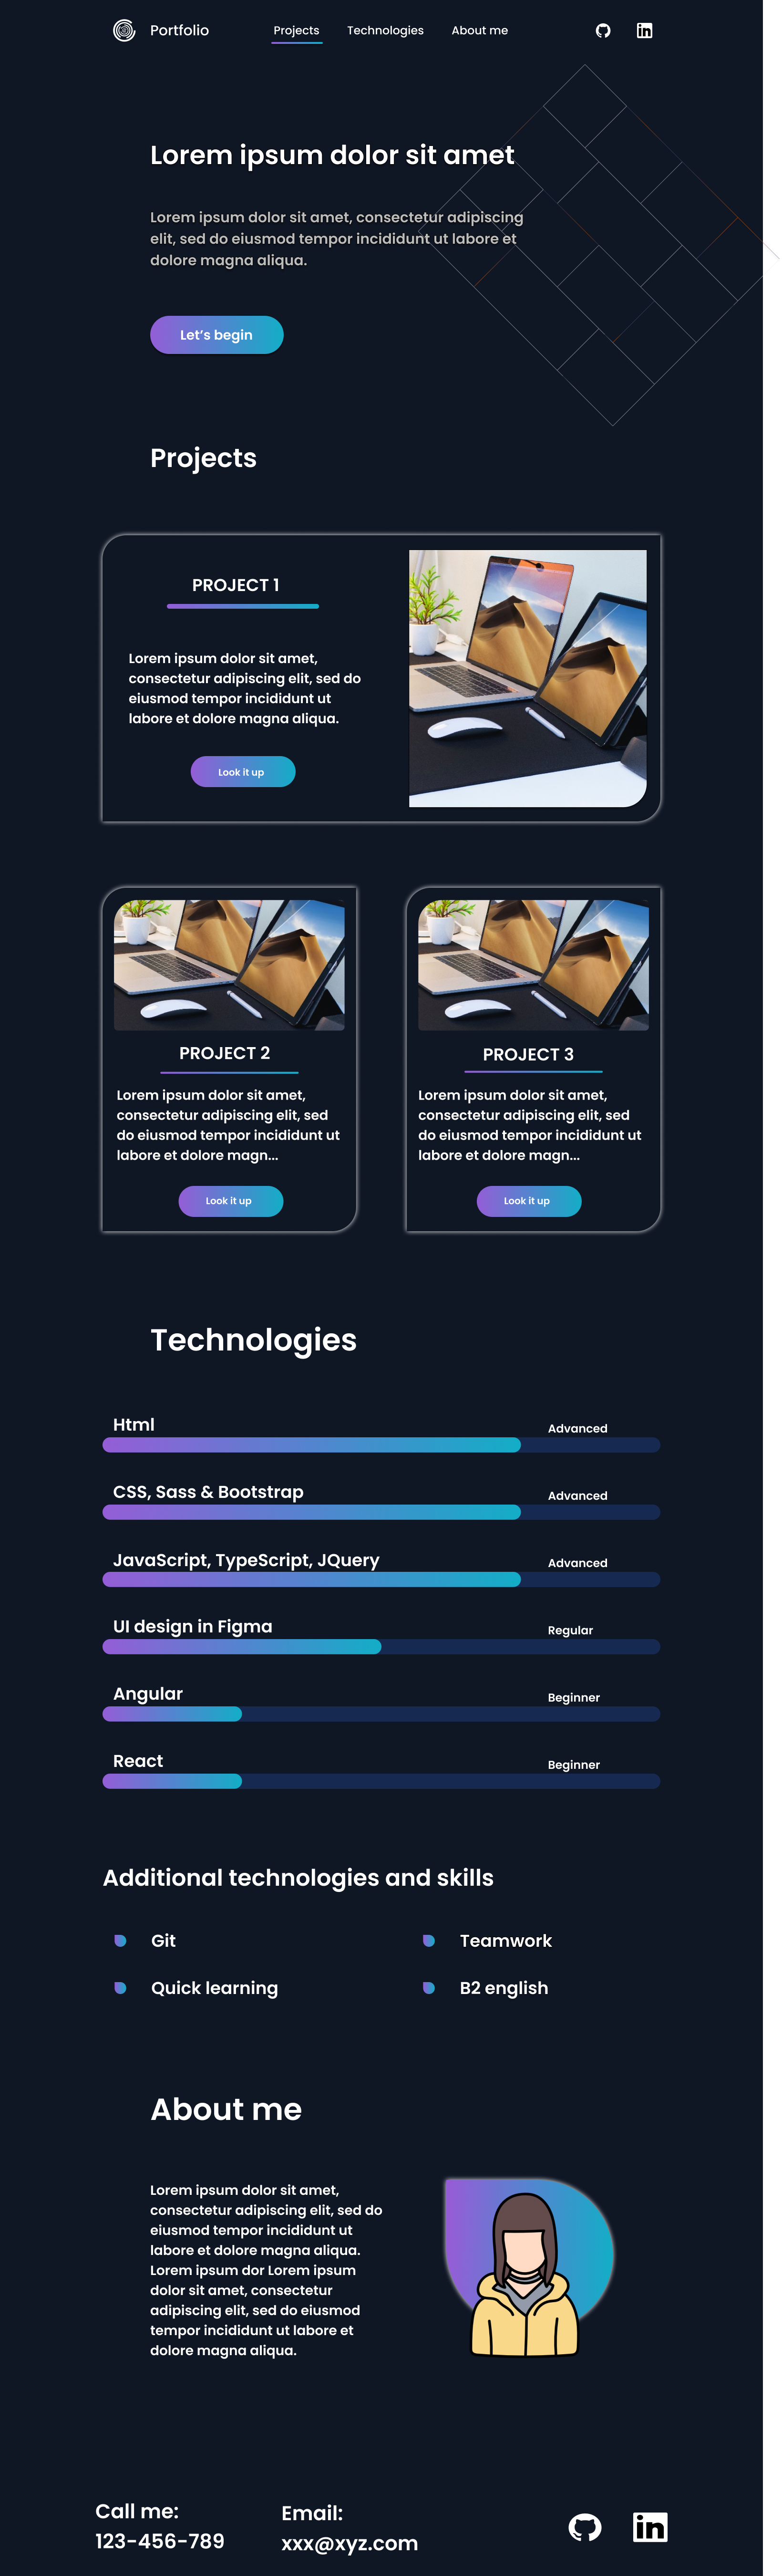 Portfolio
Projects
Technologies
About me
Lorem ipsum dolor sit amet
Lorem ipsum dolor sit amet, consectetur adipiscing
elit, sed do eiusmod tempor incididunt ut labore et
dolore magna aliqua.
Let's begin
Projects
PROJECT 1
Lorem ipsum dolor sit amet,
consectetur adipiscing elit, sed do
eiusmod tempor incididunt ut
labore et dolore magna aliqua.
Look it up
PROJECT 2
Lorem ipsum dolor sit amet,
consectetur adipiscing elit, sed
do eiusmod tempor incididunt ut
labore et dolore magn...
Look it up
PROJECT 3
Lorem ipsum dolor sit amet,
consectetur adipiscing elit, sed
do eiusmod tempor incididunt ut
labore et dolore magn...
Look it up
Technologies
Html
Advanced
CSS, Sass & Bootstrap
Advanced
JavaScript, TypeScript, JQuery
Advanced
UI design in Figma
Regular
Angular
Beginner
React
Beginner
Additional technologies and skills
Git
Teamwork
Quick learning
B2 english
About me
Lorem ipsum dolor sit amet,
consectetur adipiscing elit, sed do
eiusmod tempor incididunt ut
labore et dolore magna aliqua.
Lorem ipsum dor Lorem ipsum
dolor sit amet, consectetur
adipiscing elit, sed do eiusmod
tempor incididunt ut labore et
dolore magna aliqua.
Call me:
123-456-789
Email:
xxx@xyz.com